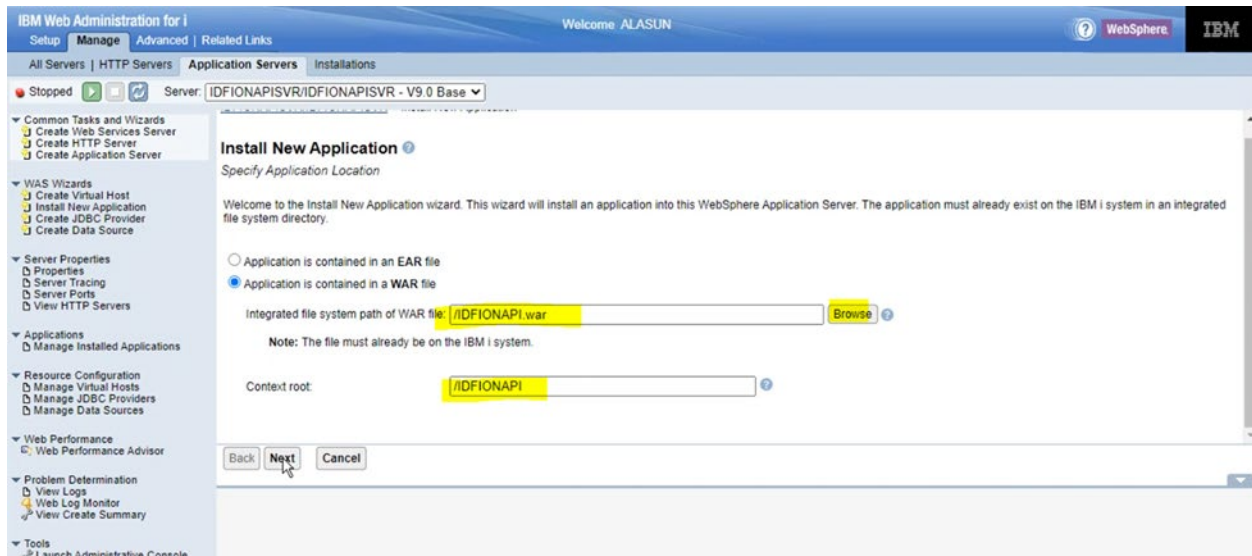 IBM Web Administration for i
Welcome ALASUN
? WebSphere. IBM
Setup Manage Advanced | Related Links
All Servers | HTTP Servers Application Servers Installations
Stopped Server: IDFIONAPISVR/IDFIONAPISVR - V9.0 Base
Common Tasks and Wizards
Create Web Services Server
Create HTTP Server
Create Application Server
WAS Wizards
Create Virtual Host
Install New Application
Create JDBC Provider
Create Data Source
Server Properties
Properties
Server Tracing
Server Ports
View HTTP Servers
Applications
Manage Installed Applications
Resource Configuration
Manage Virtual Hosts
Manage JDBC Providers
Manage Data Sources
Web Performance
Web Performance Advisor
Problem Determination
View Logs
Web Log Monitor
View Create Summary
Tools
Launch Administrative Console
Install New Application ?
Specify Application Location
Welcome to the Install New Application wizard. This wizard will install an application into this WebSphere Application Server. The application must already exist on the IBM i system in an integrated
file system directory.
Application is contained in an EAR file
Application is contained in a WAR file
Integrated file system path of WAR file: /IDFIONAPI.war Browse ?
Note: The file must already be on the IBM i system.
Context root: /IDFIONAPI ?
Back Next Cancel